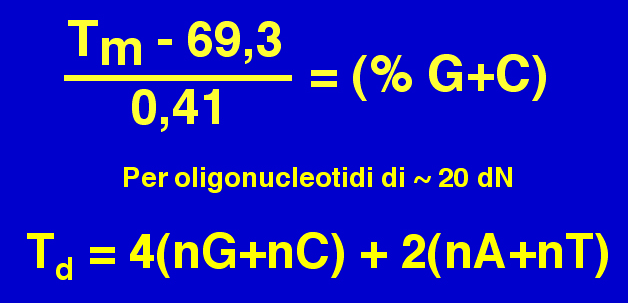 Tm - 69,3
0,41
= (% G+C)
Per oligonucleotidi di ~ 20 dN
Td = 4(nG+nC) + 2(nA+nT)